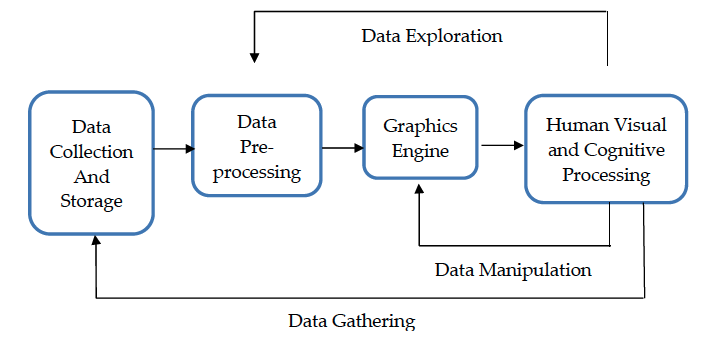 Data Exploration
Data
Collection
And
Storage
Data
Pre-
processing
Graphics
Engine
Human Visual
and Cognitive
Processing
Data Manipulation
Data Gathering